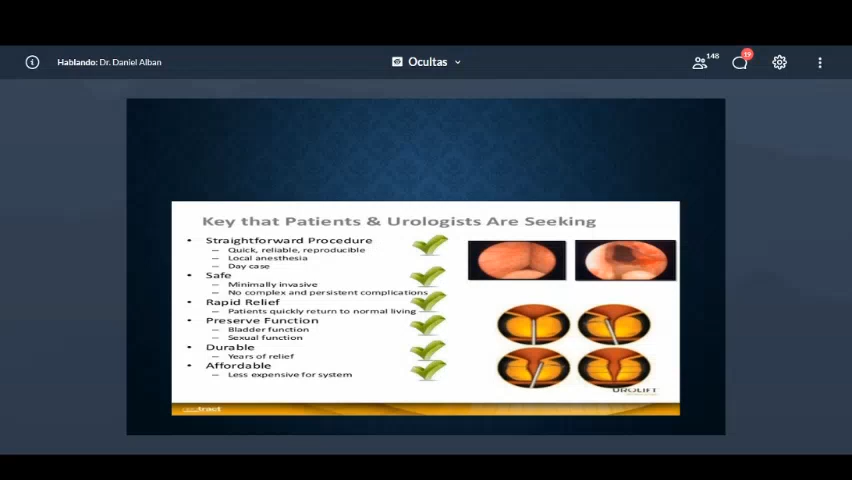 Hablando: Dr. Daniel Alban
Ocultas
148
19
Key that Patients & Urologists Are Seeking
• Straightforward Procedure
– Quick, reliable, reproducible
– Local anesthesia
– Day case
• Safe
– Minimally invasive
– No complex and persistent complications
• Rapid Relief
– Patients quickly return to normal living
• Preserve Function
– Bladder function
– Sexual function
• Durable
– Years of relief
• Affordable
– Less expensive for system
UROLIFT